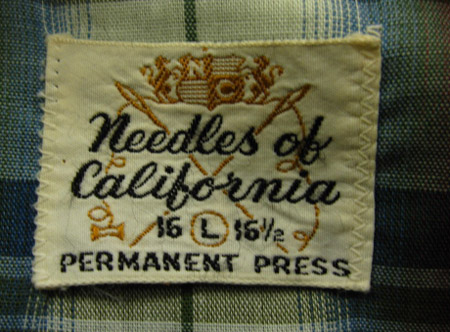 N C
Needles of
California
16 L 16½
PERMANENT PRESS